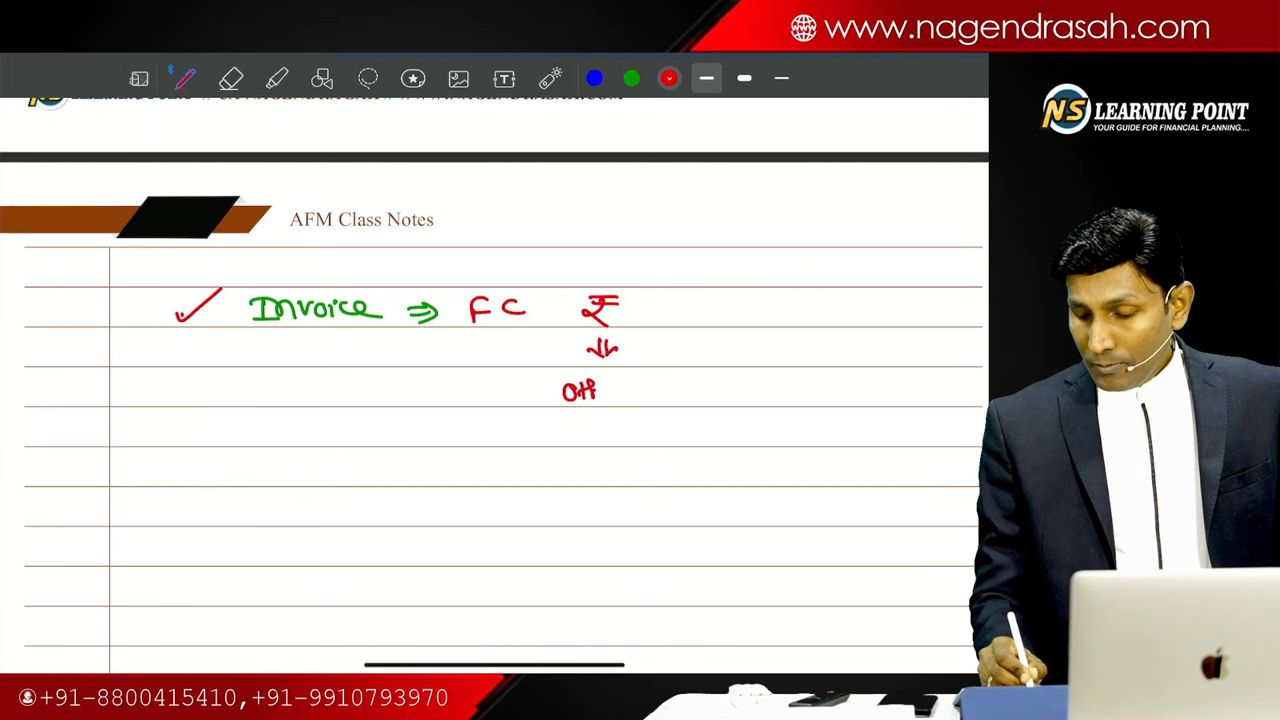 www.nagendrasah.com
NS LEARNING POINT
YOUR GUIDE FOR FINANCIAL PLANNING....
AFM Class Notes
Invoice ⇒ FC ₹
+91-8800415410,+91-9910793970